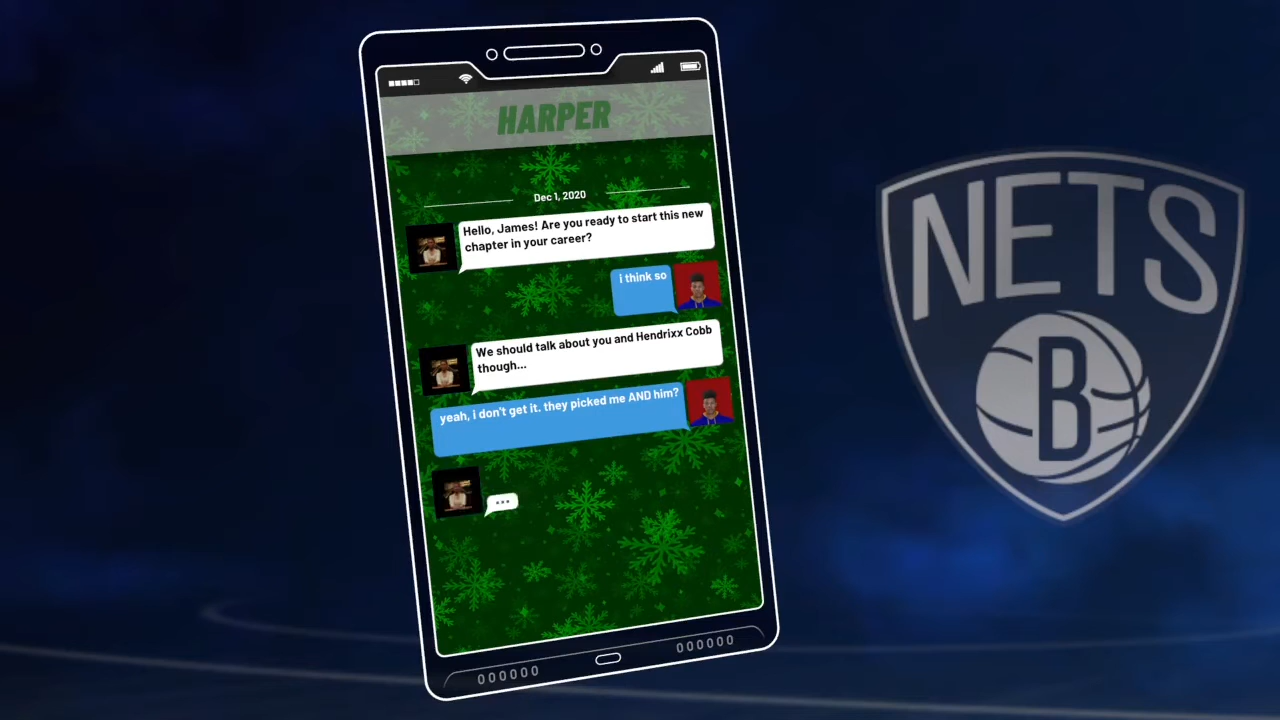 HARPER
Dec 1, 2020
Hello, James! Are you ready to start this new
chapter in your career?
i think so
We should talk about you and Hendrixx Cobb
though...
yeah, i don't get it. they picked me AND him?
...
NETS
B